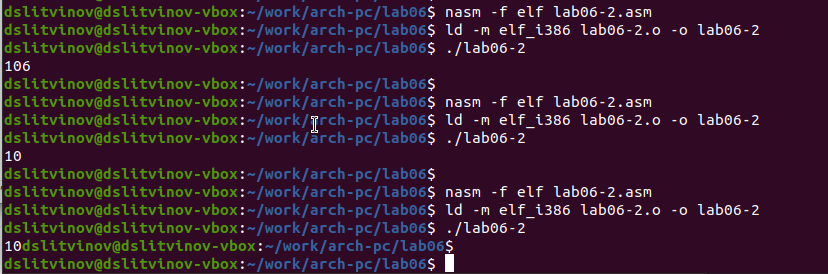 dslitvinov@dslitvinov-vbox:~/work/arch-pc/lab06$ nasm -f elf lab06-2.asm
dslitvinov@dslitvinov-vbox:~/work/arch-pc/lab06$ ld -m elf_i386 lab06-2.o -o lab06-2
dslitvinov@dslitvinov-vbox:~/work/arch-pc/lab06$ ./lab06-2
106
dslitvinov@dslitvinov-vbox:~/work/arch-pc/lab06$
dslitvinov@dslitvinov-vbox:~/work/arch-pc/lab06$ nasm -f elf lab06-2.asm
dslitvinov@dslitvinov-vbox:~/work/arch-pc/lab06$ ld -m elf_i386 lab06-2.o -o lab06-2
dslitvinov@dslitvinov-vbox:~/work/arch-pc/lab06$ ./lab06-2
10
dslitvinov@dslitvinov-vbox:~/work/arch-pc/lab06$
dslitvinov@dslitvinov-vbox:~/work/arch-pc/lab06$ nasm -f elf lab06-2.asm
dslitvinov@dslitvinov-vbox:~/work/arch-pc/lab06$ ld -m elf_i386 lab06-2.o -o lab06-2
dslitvinov@dslitvinov-vbox:~/work/arch-pc/lab06$ ./lab06-2
10dslitvinov@dslitvinov-vbox:~/work/arch-pc/lab06$
dslitvinov@dslitvinov-vbox:~/work/arch-pc/lab06$